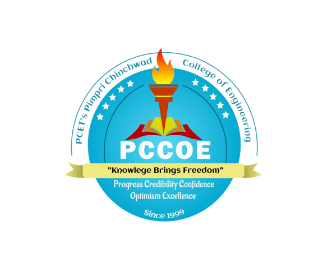 PCET's Pimpri Chinchwad College of Engineering
PCCOE
"Knowlege Brings Freedom"
Progress Credibility Confidence
Optimism Excellence
Since 1999